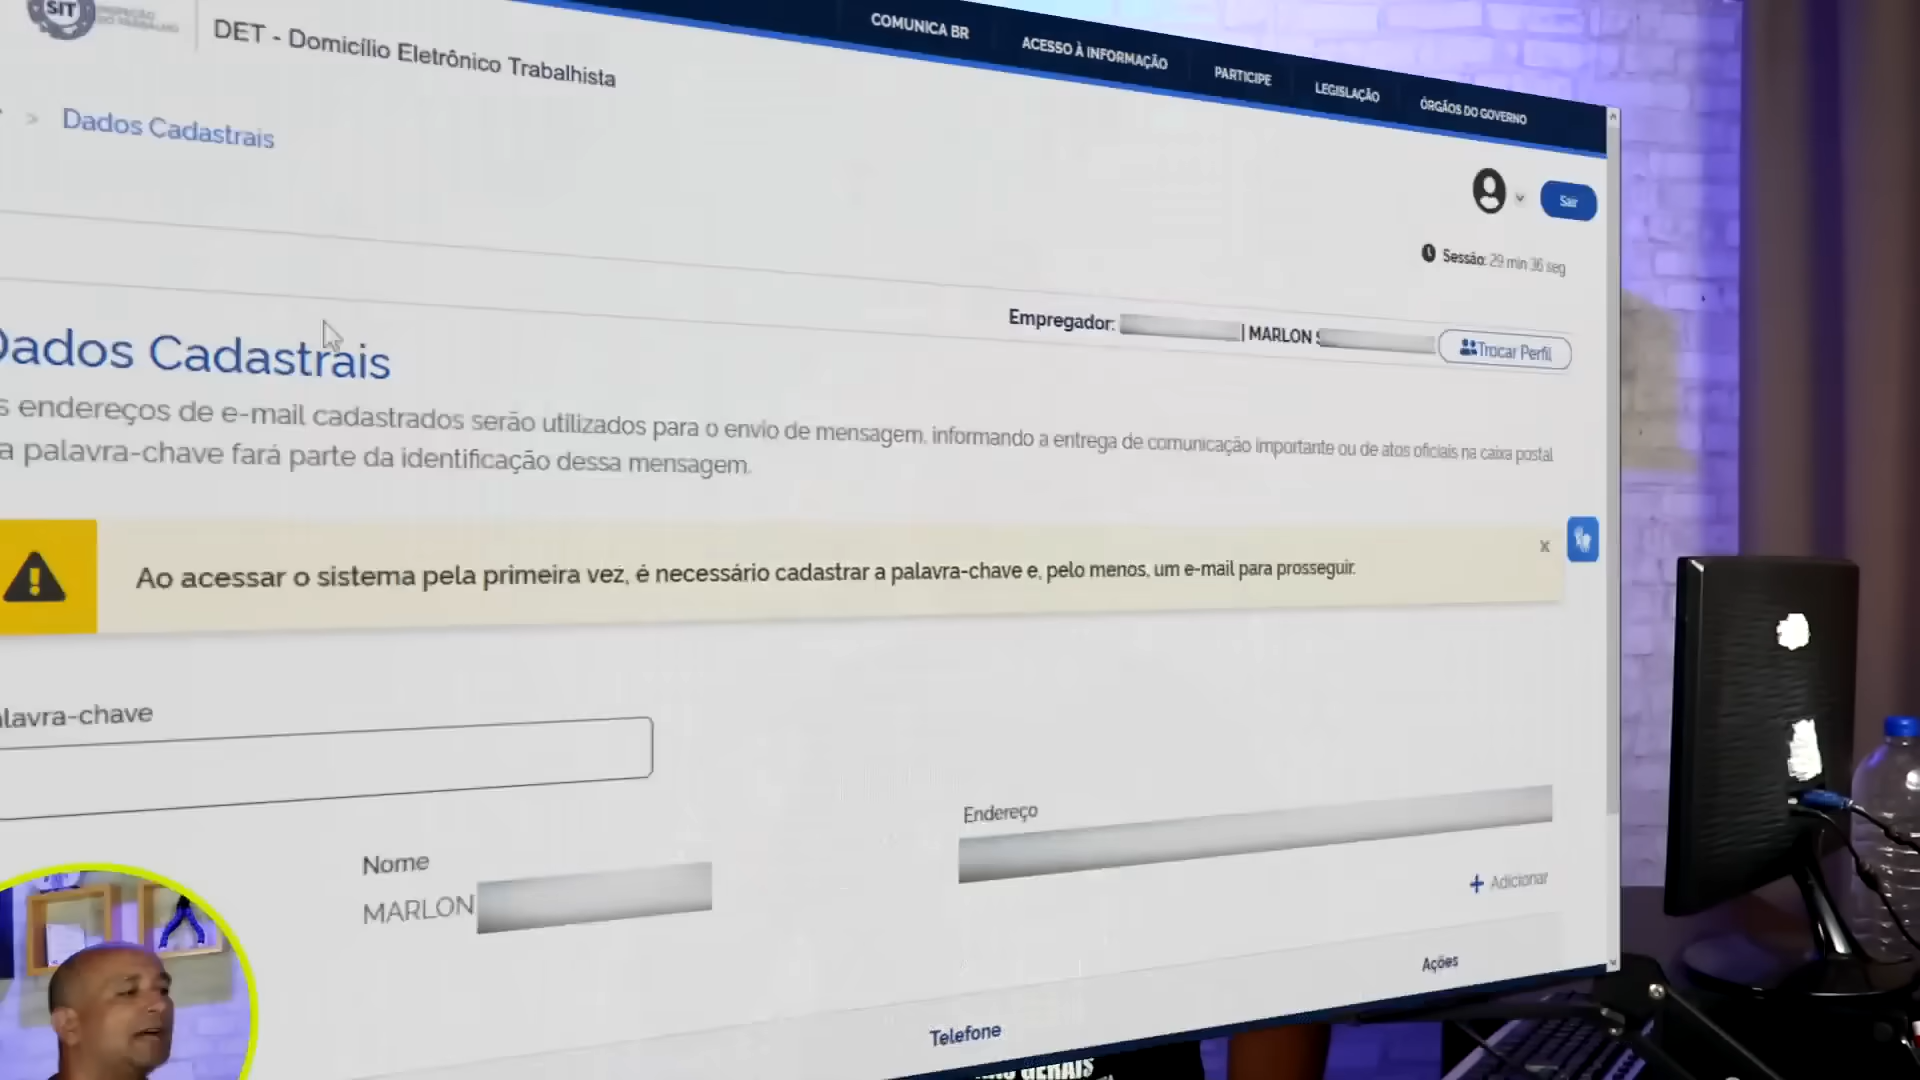 SIT
INSPEÇÃO
DO TRABALHO
DET - Domicílio Eletrônico Trabalhista
COMUNICA BR
ACESSO À INFORMAÇÃO
PARTICIPE
LEGISLAÇÃO
ÓRGÃOS DO GOVERNO
> Dados Cadastrais
Sair
Sessão: 29 min 36 seg
Empregador: | MARLON S
Trocar Perfil
Dados Cadastrais
s endereços de e-mail cadastrados serão utilizados para o envio de mensagem, informando a entrega de comunicação importante ou de atos oficiais na caixa postal
a palavra-chave fará parte da identificação dessa mensagem.
Ao acessar o sistema pela primeira vez, é necessário cadastrar a palavra-chave e, pelo menos, um e-mail para prosseguir.
x
alavra-chave
Nome
MARLON
Endereço
+ Adicionar
Ações
Telefone
GERAIS